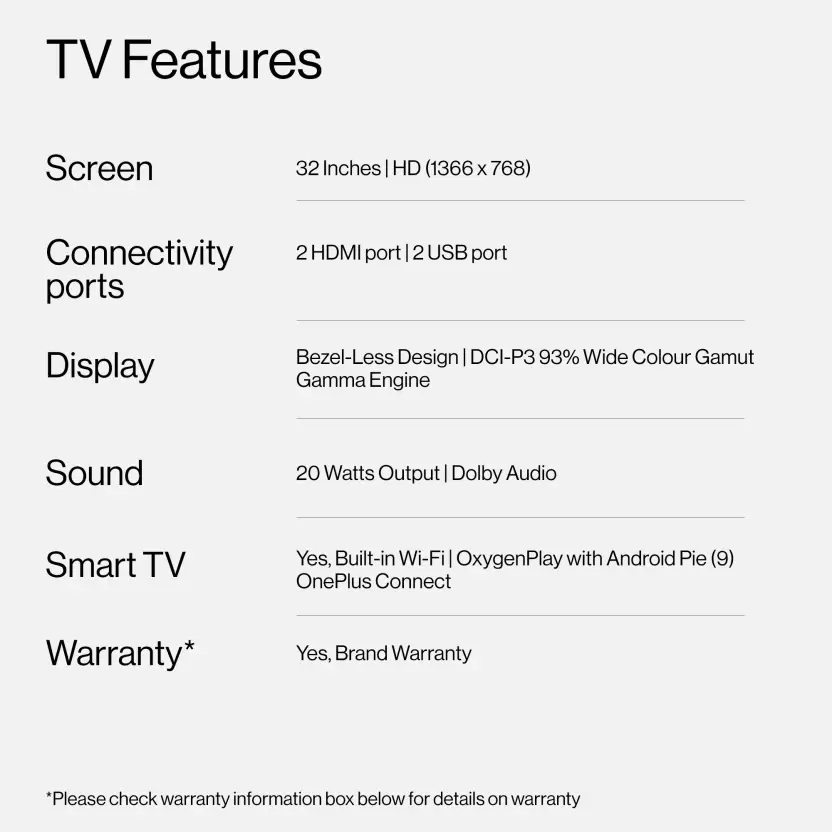 TV Features
Screen
32 Inches | HD (1366 x 768)
Connectivity
ports
2 HDMI port | 2 USB port
Display
Bezel-Less Design | DCI-P3 93% Wide Colour Gamut
Gamma Engine
Sound
20 Watts Output | Dolby Audio
Smart TV
Yes, Built-in Wi-Fi | OxygenPlay with Android Pie (9)
OnePlus Connect
Warranty*
Yes, Brand Warranty
*Please check warranty information box below for details on warranty